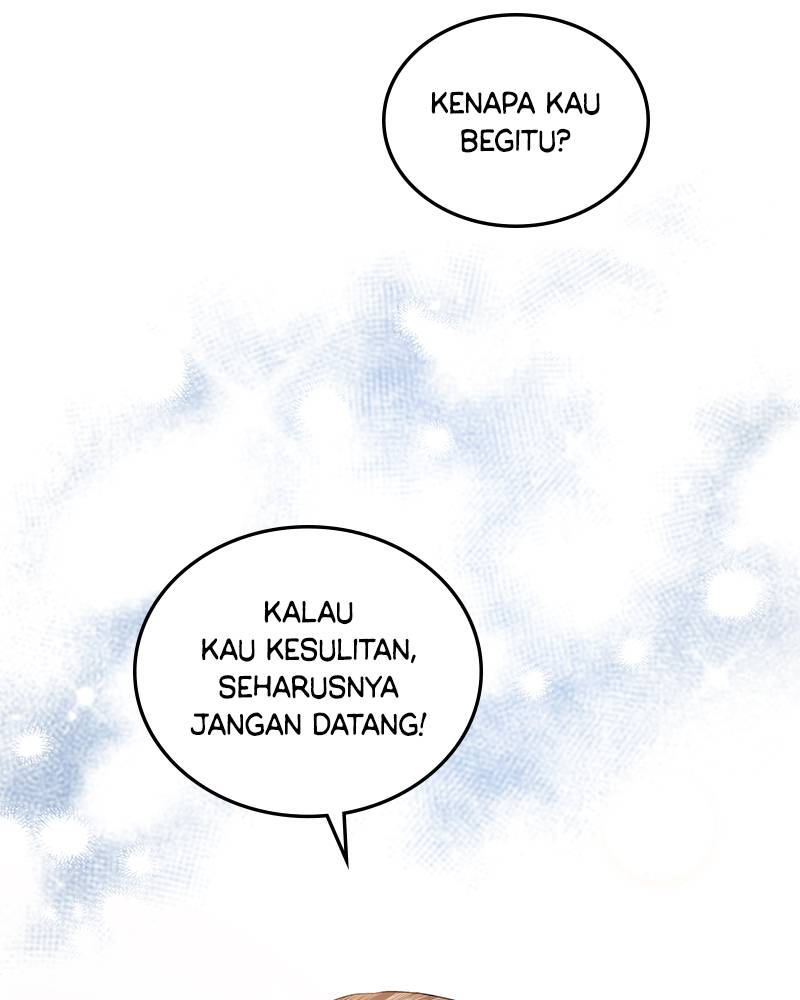 KENAPA KAU
BEGITU?
KALAU
KAU KESULITAN,
SEHARUSNYA
JANGAN DATANG!